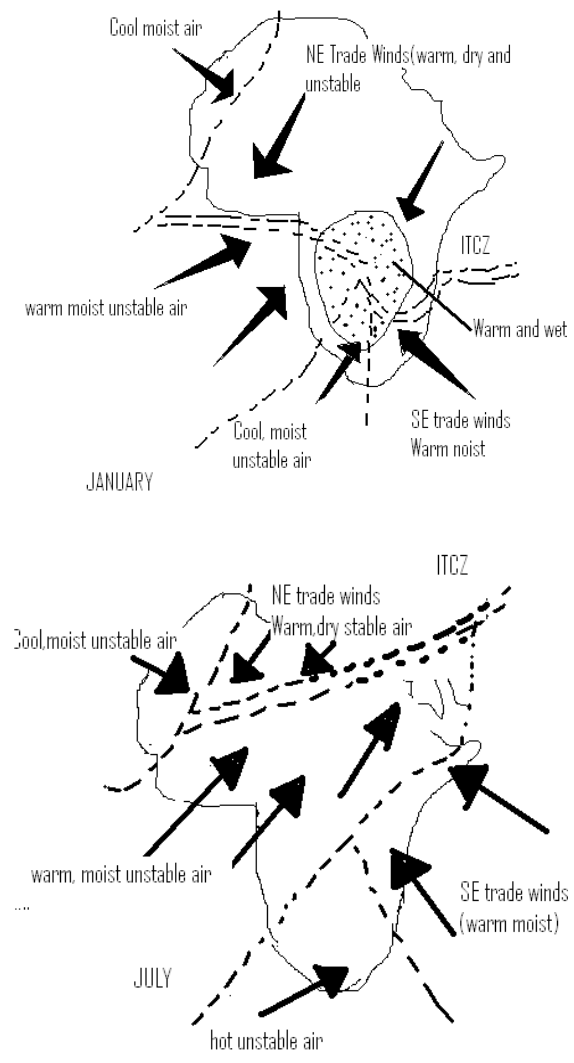 Cool moist air
NE Trade Winds(warm, dry and
unstable
ITCZ
warm moist unstable air
Warm and wet
Cool, moist
unstable air
SE trade winds
Warm noist
JANUARY
ITCZ
NE trade winds
Warm,dry stable air
Cool,moist unstable air
warm, moist unstable air
....
SE trade winds
(warm moist)
JULY
hot unstable air